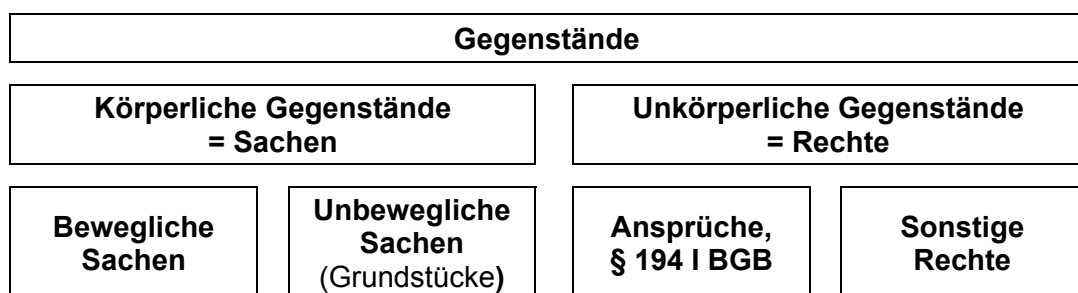 Gegenstände
Körperliche Gegenstände
= Sachen
Unkörperliche Gegenstände
= Rechte
Bewegliche
Sachen
Unbewegliche
Sachen
(Grundstücke)
Ansprüche,
§ 194 I BGB
Sonstige
Rechte